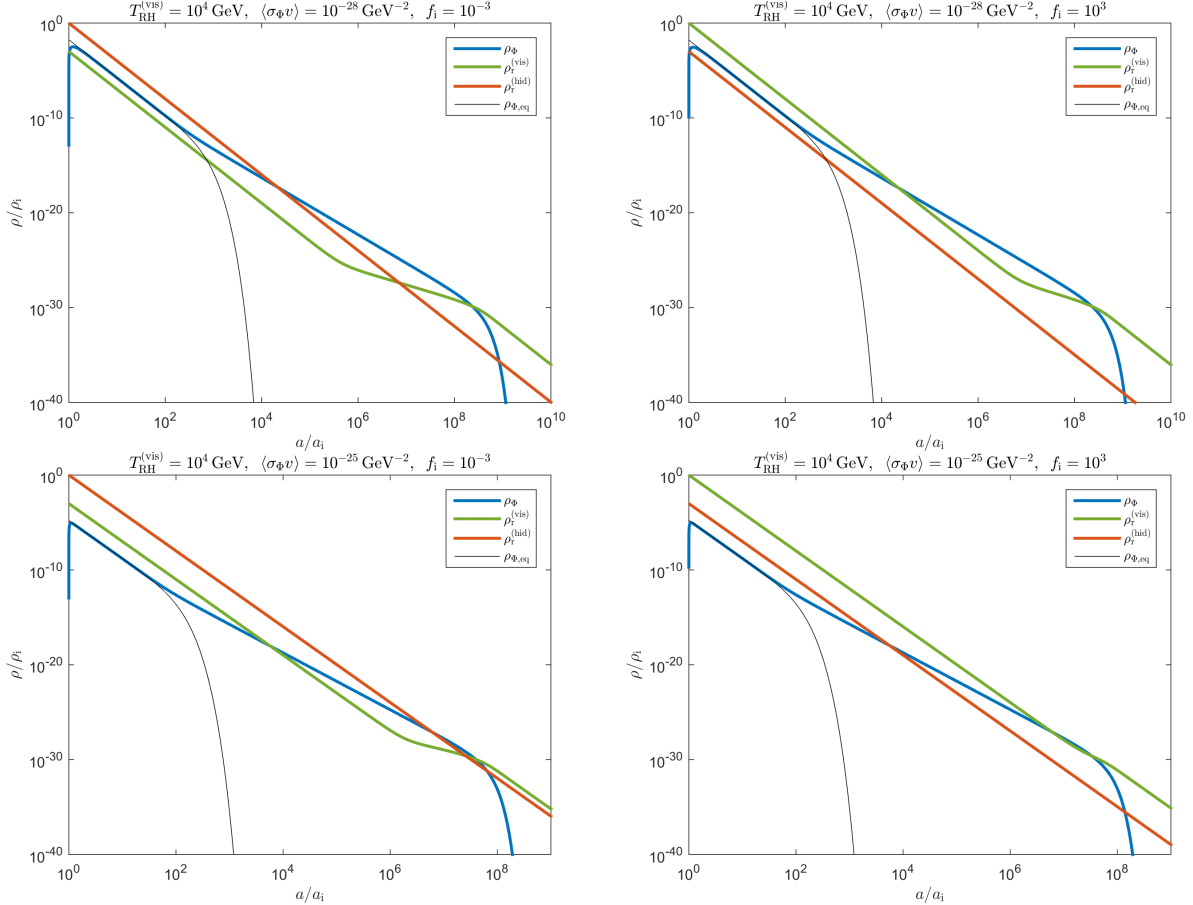 T_RH^(vis) = 10^4 GeV, ⟨σ_Φ v⟩ = 10^-28 GeV^-2, f_i = 10^-3
10^0
10^-10
10^-20
10^-30
10^-40
ρ/ρ_i
ρ_Φ
ρ_r^(vis)
ρ_r^(hid)
ρ_Φ,eq
10^0 10^2 10^4 10^6 10^8 10^10
a/a_i
T_RH^(vis) = 10^4 GeV, ⟨σ_Φ v⟩ = 10^-28 GeV^-2, f_i = 10^3
10^0
10^-10
10^-20
10^-30
10^-40
ρ/ρ_i
ρ_Φ
ρ_r^(vis)
ρ_r^(hid)
ρ_Φ,eq
10^0 10^2 10^4 10^6 10^8 10^10
a/a_i
T_RH^(vis) = 10^4 GeV, ⟨σ_Φ v⟩ = 10^-25 GeV^-2, f_i = 10^-3
10^0
10^-10
10^-20
10^-30
10^-40
ρ/ρ_i
ρ_Φ
ρ_r^(vis)
ρ_r^(hid)
ρ_Φ,eq
10^0 10^2 10^4 10^6 10^8
a/a_i
T_RH^(vis) = 10^4 GeV, ⟨σ_Φ v⟩ = 10^-25 GeV^-2, f_i = 10^3
10^0
10^-10
10^-20
10^-30
10^-40
ρ/ρ_i
ρ_Φ
ρ_r^(vis)
ρ_r^(hid)
ρ_Φ,eq
10^0 10^2 10^4 10^6 10^8
a/a_i